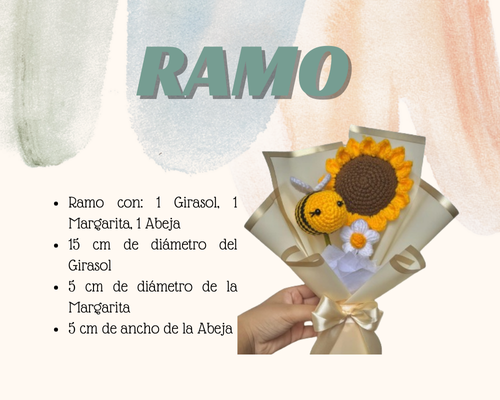 RAMO
• Ramo con: 1 Girasol, 1
Margarita, 1 Abeja
• 15 cm de diámetro del
Girasol
• 5 cm de diámetro de la
Margarita
• 5 cm de ancho de la Abeja